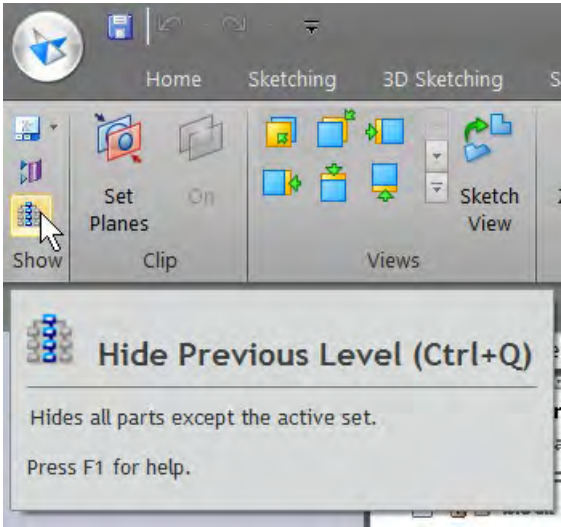 Home Sketching 3D Sketching S
Set Planes On Sketch View
Show Clip Views
Hide Previous Level (Ctrl+Q)
Hides all parts except the active set.
Press F1 for help.